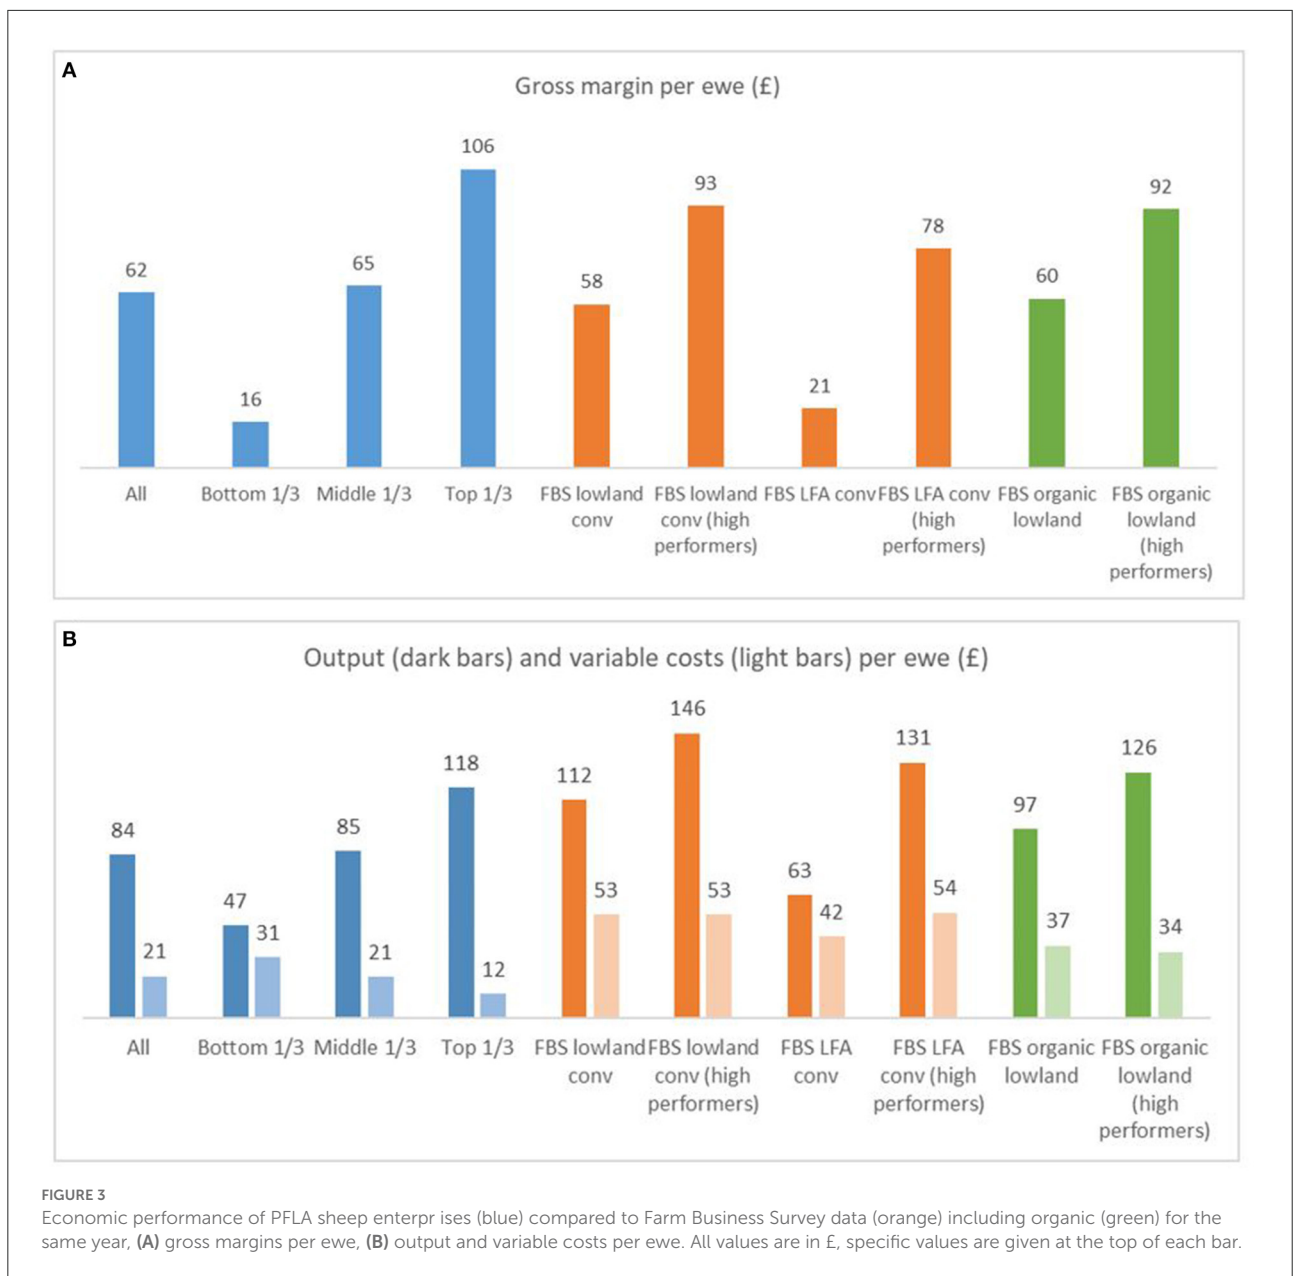 A
Gross margin per ewe (£)
62
16
65
106
58
93
21
78
60
92
All
Bottom 1/3
Middle 1/3
Top 1/3
FBS lowland
conv
FBS lowland
conv (high
performers)
FBS LFA conv
FBS LFA conv
(high
performers)
FBS organic
lowland
FBS organic
lowland
(high
performers)
B
Output (dark bars) and variable costs (light bars) per ewe (£)
84
21
47
31
85
21
118
12
112
53
146
53
63
42
131
54
97
37
126
34
All
Bottom 1/3
Middle 1/3
Top 1/3
FBS lowland
conv
FBS lowland
conv (high
performers)
FBS LFA
conv
FBS LFA
conv (high
performers)
FBS organic
lowland
FBS organic
lowland
(high
performers)
FIGURE 3
Economic performance of PFLA sheep enterpr ises (blue) compared to Farm Business Survey data (orange) including organic (green) for the
same year, (A) gross margins per ewe, (B) output and variable costs per ewe. All values are in £, specific values are given at the top of each bar.